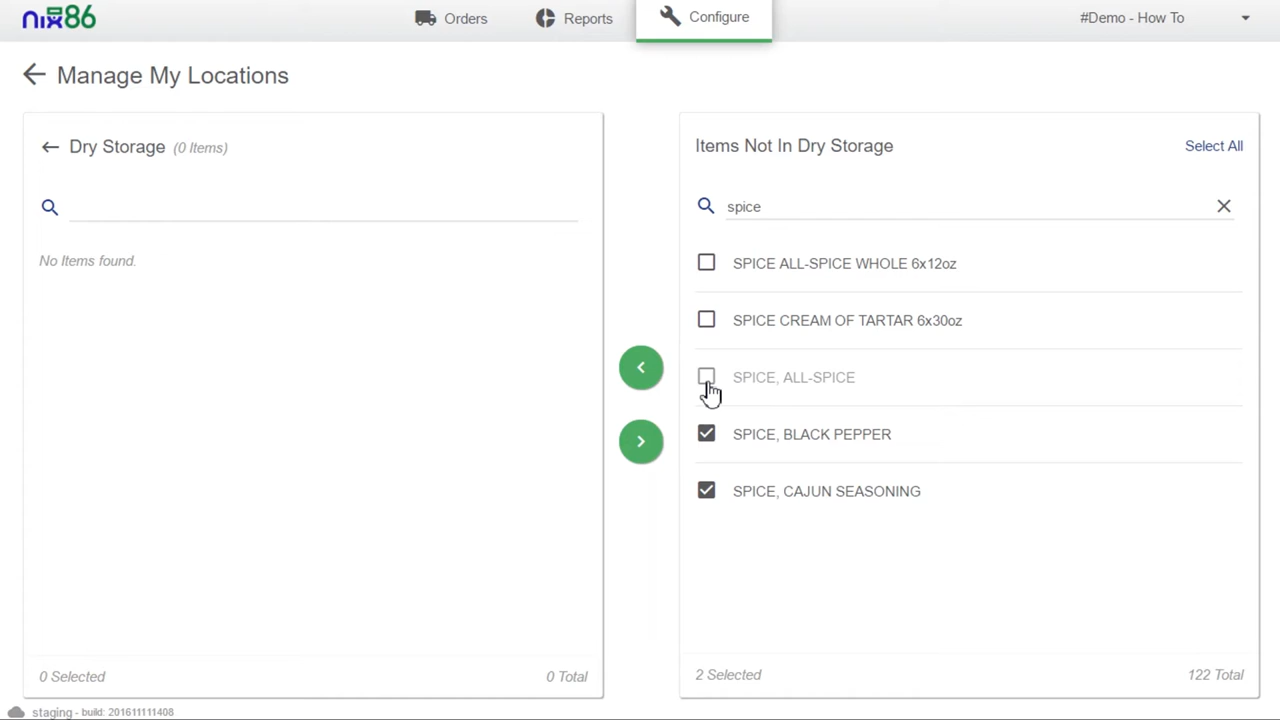 nix86
Orders
Reports
Configure
#Demo - How To
Manage My Locations
Dry Storage (0 Items)
No Items found.
0 Selected
0 Total
Items Not In Dry Storage
Select All
spice
SPICE ALL-SPICE WHOLE 6x12oz
SPICE CREAM OF TARTAR 6x30oz
SPICE, ALL-SPICE
SPICE, BLACK PEPPER
SPICE, CAJUN SEASONING
2 Selected
122 Total
staging - build: 201611111408